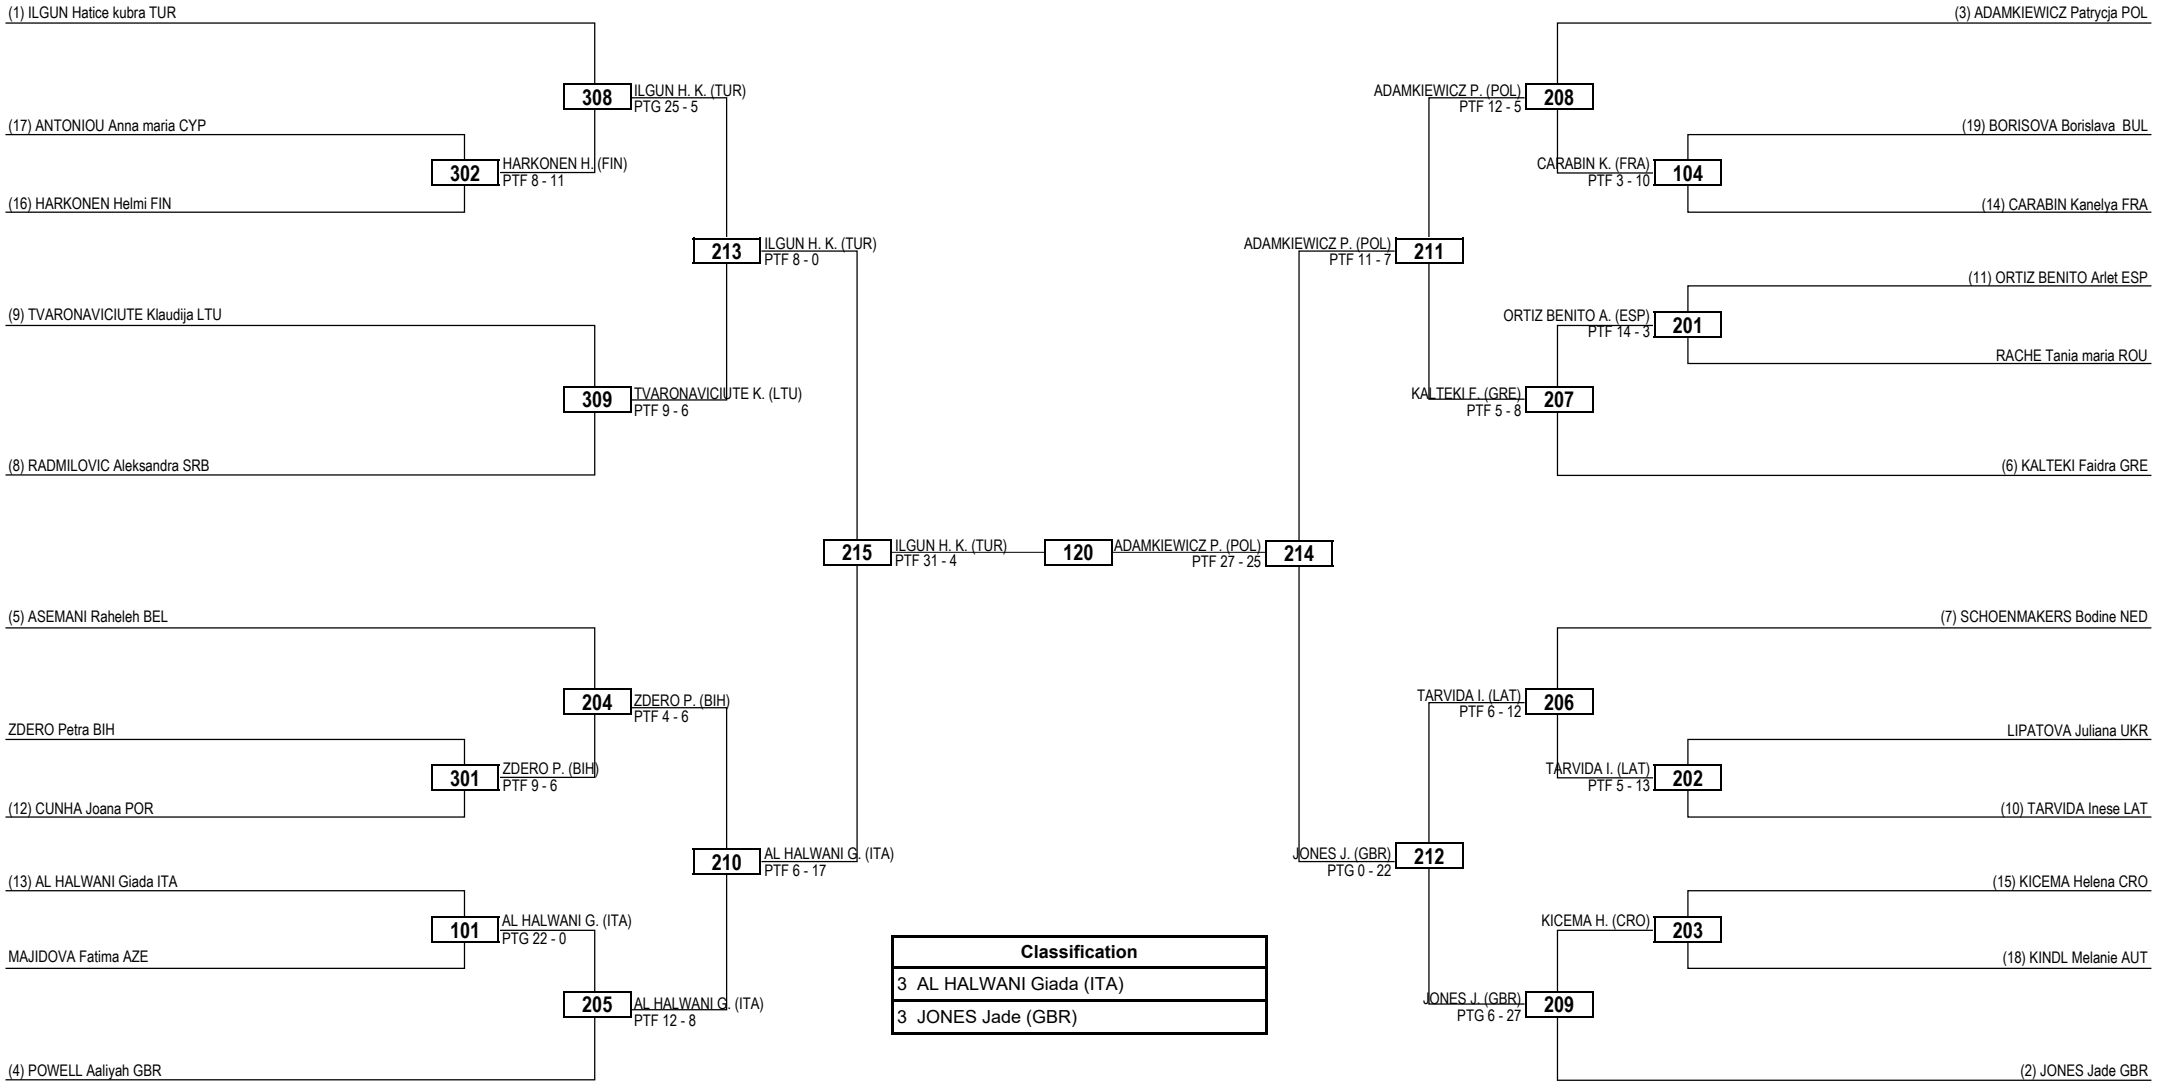 (1) ILGUN Hatice kubra TUR
308
ILGUN H. K. (TUR)
PTG 25 - 5
(17) ANTONIOU Anna maria CYP
302
HARKONEN H. (FIN)
PTF 8 - 11
(16) HARKONEN Helmi FIN
213
ILGUN H. K. (TUR)
PTF 8 - 0
(9) TVARONAVICIUTE Klaudija LTU
309
TVARONAVICIUTE K. (LTU)
PTF 9 - 6
(8) RADMILOVIC Aleksandra SRB
215
ILGUN H. K. (TUR)
PTF 31 - 4
(5) ASEMANI Raheleh BEL
204
ZDERO P. (BIH)
PTF 4 - 6
ZDERO Petra BIH
301
ZDERO P. (BIH)
PTF 9 - 6
(12) CUNHA Joana POR
210
AL HALWANI G. (ITA)
PTF 6 - 17
(13) AL HALWANI Giada ITA
101
AL HALWANI G. (ITA)
PTG 22 - 0
MAJIDOVA Fatima AZE
205
AL HALWANI G. (ITA)
PTF 12 - 8
(4) POWELL Aaliyah GBR
120
(3) ADAMKIEWICZ Patrycja POL
ADAMKIEWICZ P. (POL)
PTF 12 - 5
208
(19) BORISOVA Borislava BUL
CARABIN K. (FRA)
PTF 3 - 10
104
(14) CARABIN Kanelya FRA
ADAMKIEWICZ P. (POL)
PTF 11 - 7
211
(11) ORTIZ BENITO Arlet ESP
ORTIZ BENITO A. (ESP)
PTF 14 - 3
201
RACHE Tania maria ROU
KALTEKI F. (GRE)
PTF 5 - 8
207
(6) KALTEKI Faidra GRE
ADAMKIEWICZ P. (POL)
PTF 27 - 25
214
(7) SCHOENMAKERS Bodine NED
TARVIDA I. (LAT)
PTF 6 - 12
206
LIPATOVA Juliana UKR
TARVIDA I. (LAT)
PTF 5 - 13
202
(10) TARVIDA Inese LAT
JONES J. (GBR)
PTG 0 - 22
212
(15) KICEMA Helena CRO
KICEMA H. (CRO)
203
(18) KINDL Melanie AUT
JONES J. (GBR)
PTG 6 - 27
209
(2) JONES Jade GBR
Classification
3 AL HALWANI Giada (ITA)
3 JONES Jade (GBR)